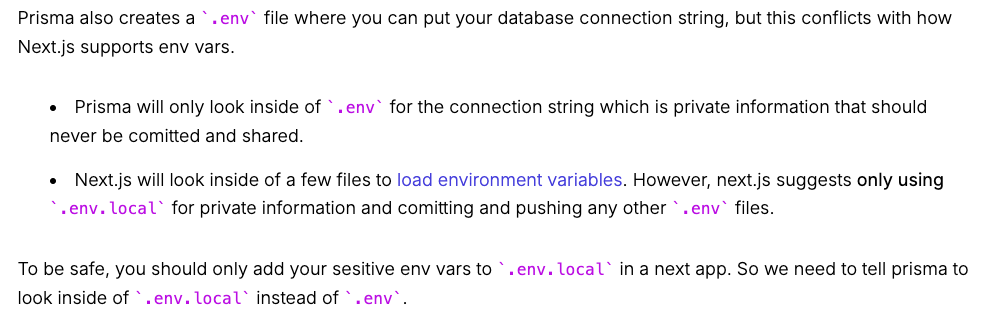 Prisma also creates a `.env` file where you can put your database connection string, but this conflicts with how
Next.js supports env vars.
• Prisma will only look inside of `.env` for the connection string which is private information that should
never be comitted and shared.
• Next.js will look inside of a few files to load environment variables. However, next.js suggests only using
`.env.local` for private information and comitting and pushing any other `.env` files.
To be safe, you should only add your sesitive env vars to `.env.local` in a next app. So we need to tell prisma to
look inside of `.env.local` instead of `.env`.